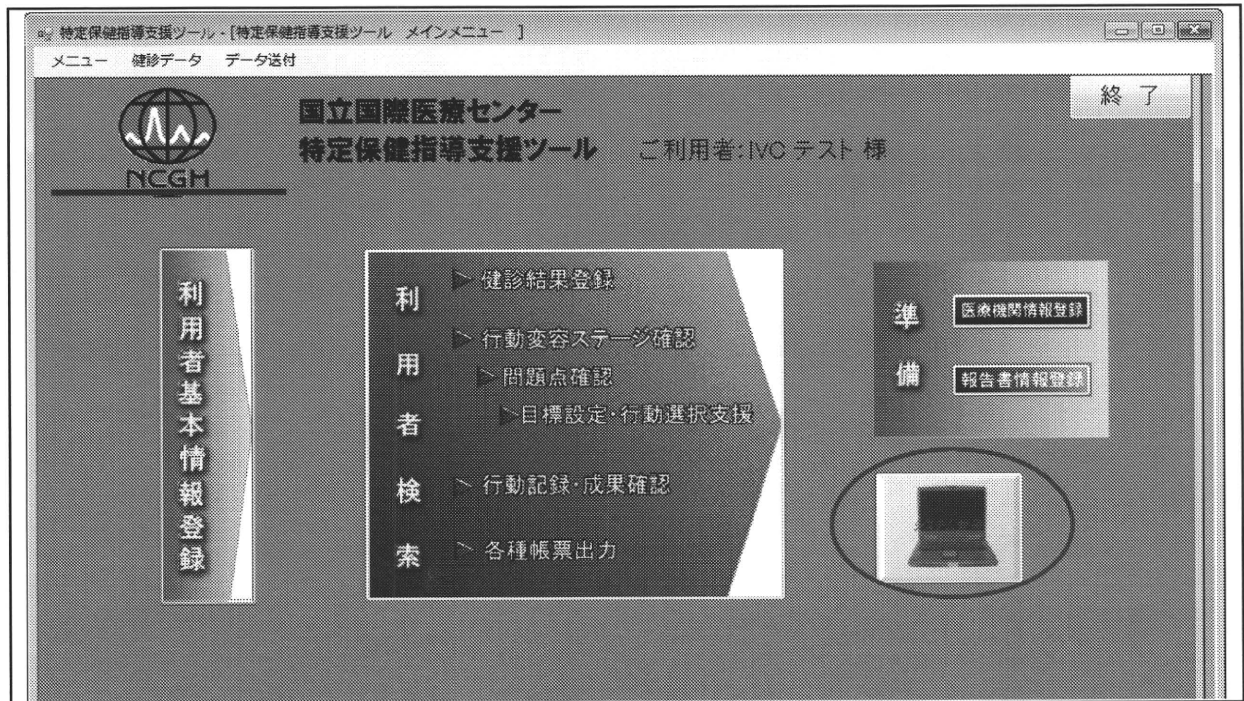 特定保健指導支援ツール - [特定保健指導支援ツール メインメニュー ]
メニュー 健診データ データ送付
終 了
NCGH
国立国際医療センター
特定保健指導支援ツール ご利用者:IVO テスト 様
利用者基本情報登録
利用者検索
健診結果登録
行動変容ステージ確認
問題点確認
目標設定・行動選択支援
行動記録・成果確認
各種帳票出力
準備
医療機関情報登録
報告書情報登録